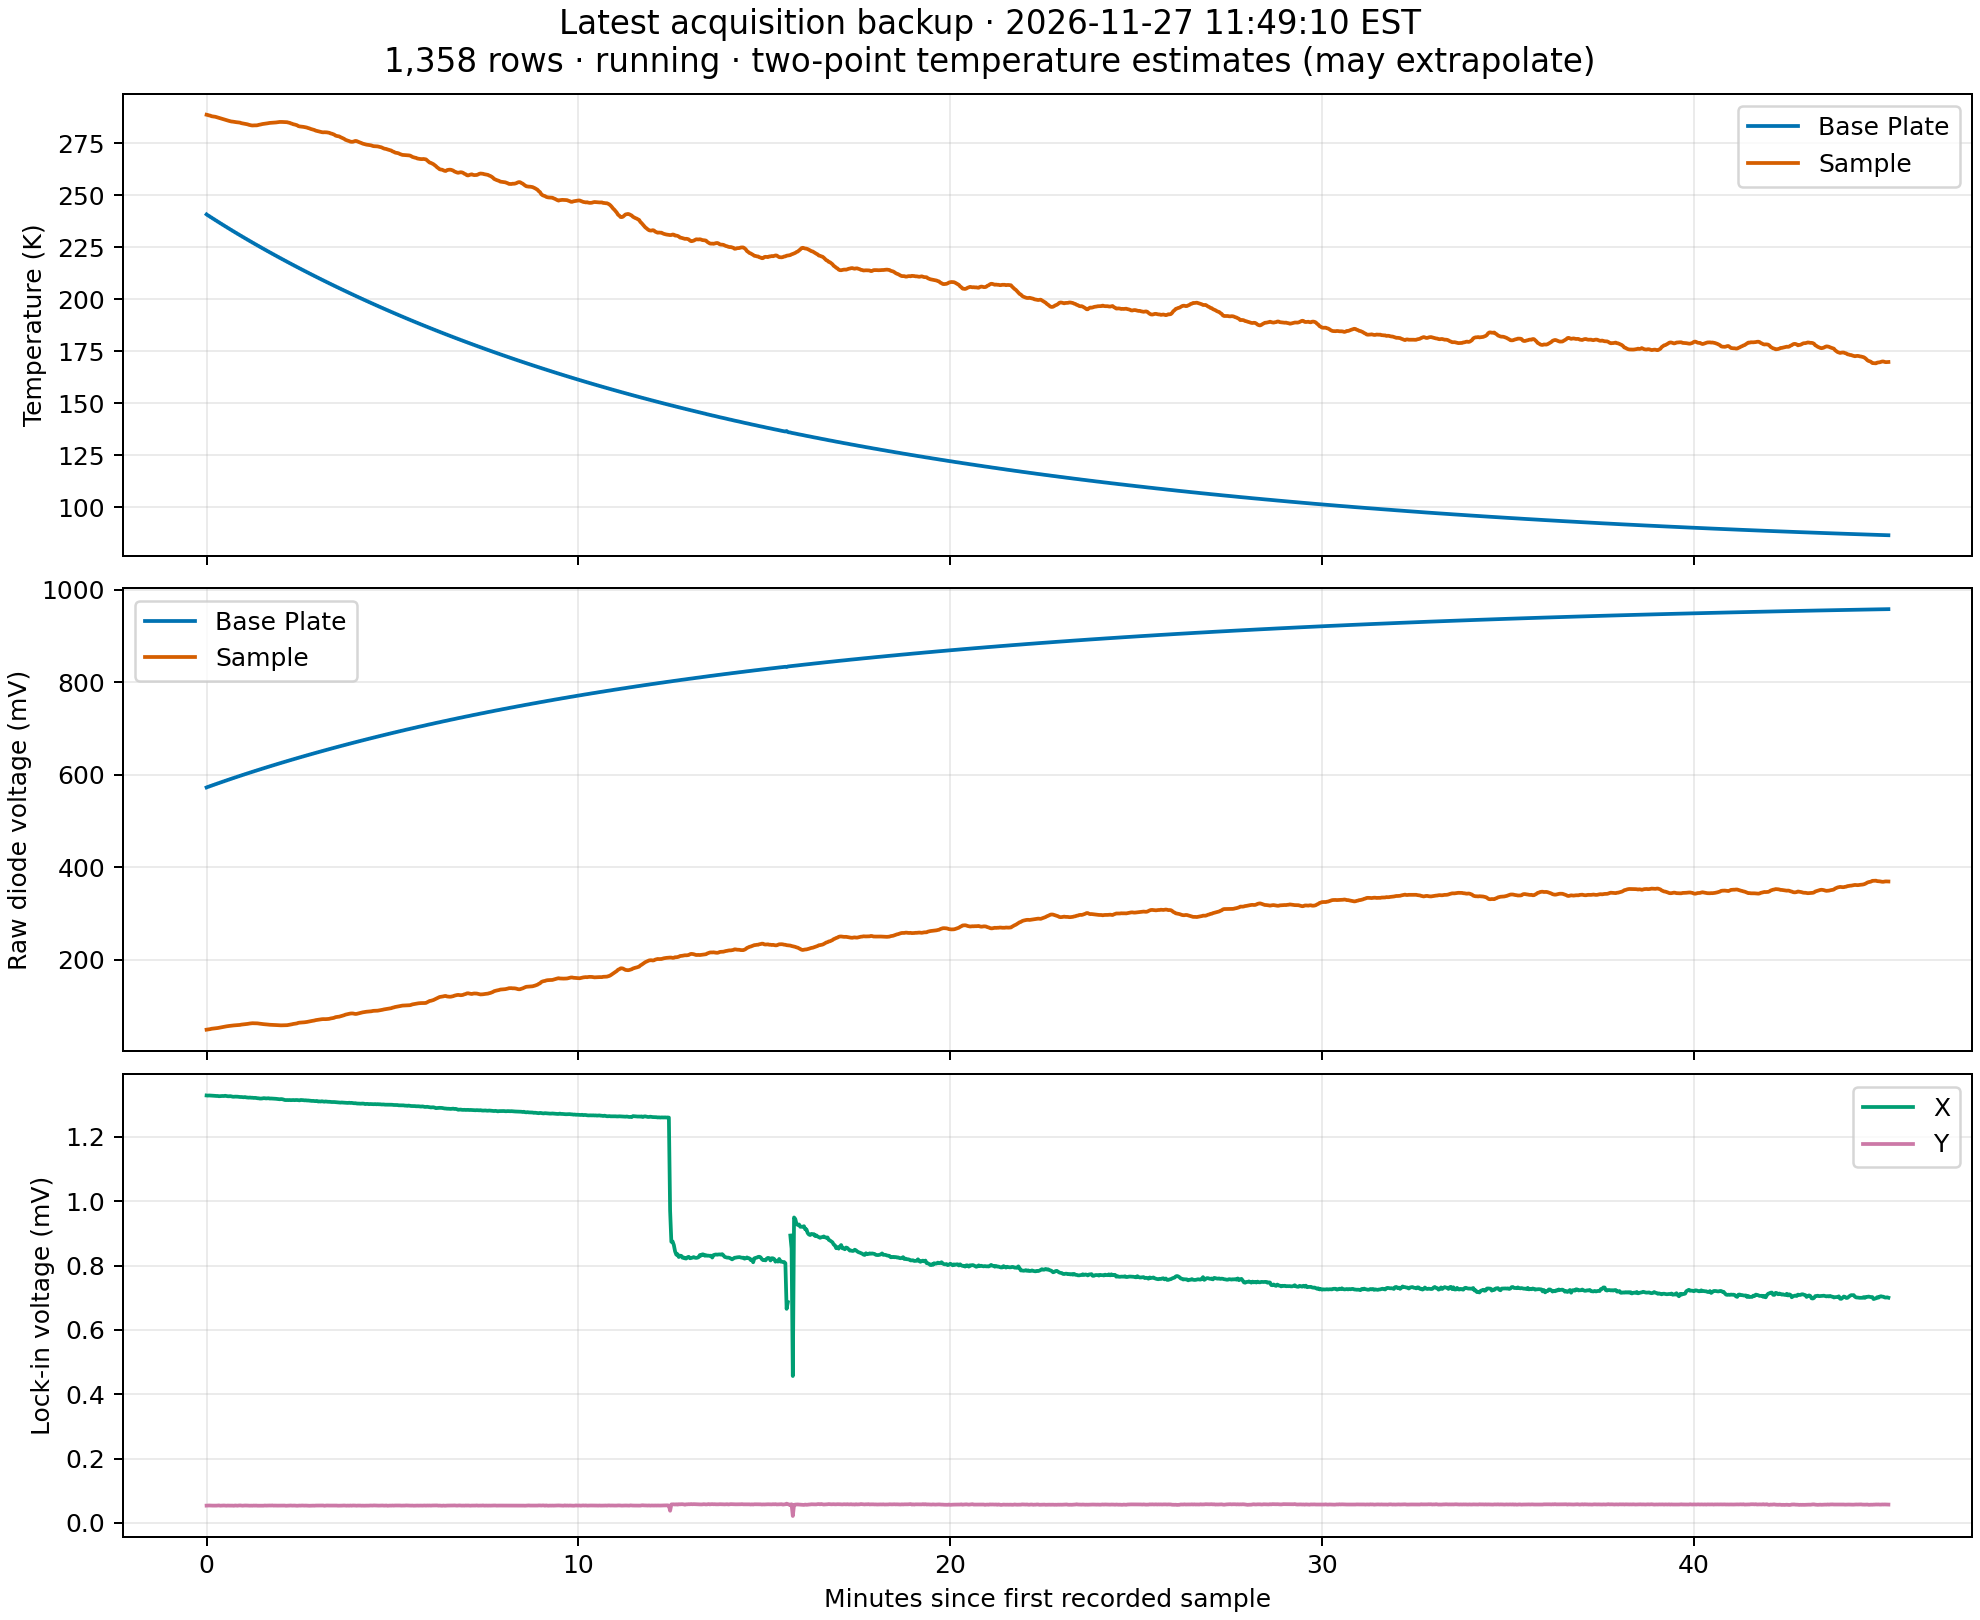 Latest acquisition backup · 2026-11-27 11:49:10 EST
1,358 rows · running · two-point temperature estimates (may extrapolate)
Temperature (K)
275
250
225
200
175
150
125
100
Base Plate
Sample
Raw diode voltage (mV)
1000
800
600
400
200
Base Plate
Sample
Lock-in voltage (mV)
1.2
1.0
0.8
0.6
0.4
0.2
0.0
X
Y
0
10
20
30
40
Minutes since first recorded sample